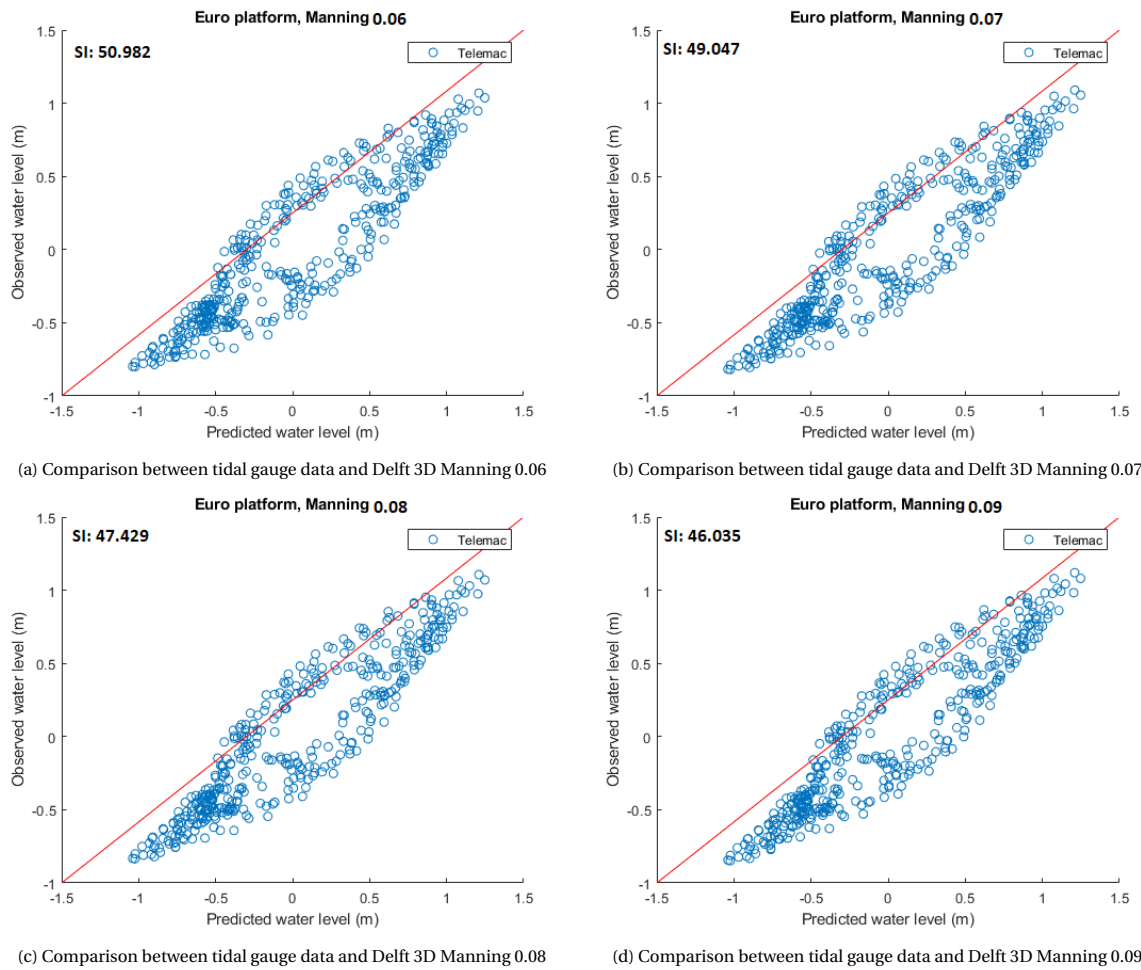 Euro platform, Manning 0.06
SI: 50.982
Telemac
1.5
1
0.5
0
-0.5
-1
-1.5
-1
-0.5
0
0.5
1
1.5
Observed water level (m)
Predicted water level (m)
(a) Comparison between tidal gauge data and Delft 3D Manning 0.06
Euro platform, Manning 0.07
SI: 49.047
Telemac
1.5
1
0.5
0
-0.5
-1
-1.5
-1
-0.5
0
0.5
1
1.5
Observed water level (m)
Predicted water level (m)
(b) Comparison between tidal gauge data and Delft 3D Manning 0.07
Euro platform, Manning 0.08
SI: 47.429
Telemac
1.5
1
0.5
0
-0.5
-1
-1.5
-1
-0.5
0
0.5
1
1.5
Observed water level (m)
Predicted water level (m)
(c) Comparison between tidal gauge data and Delft 3D Manning 0.08
Euro platform, Manning 0.09
SI: 46.035
Telemac
1.5
1
0.5
0
-0.5
-1
-1.5
-1
-0.5
0
0.5
1
1.5
Observed water level (m)
Predicted water level (m)
(d) Comparison between tidal gauge data and Delft 3D Manning 0.09